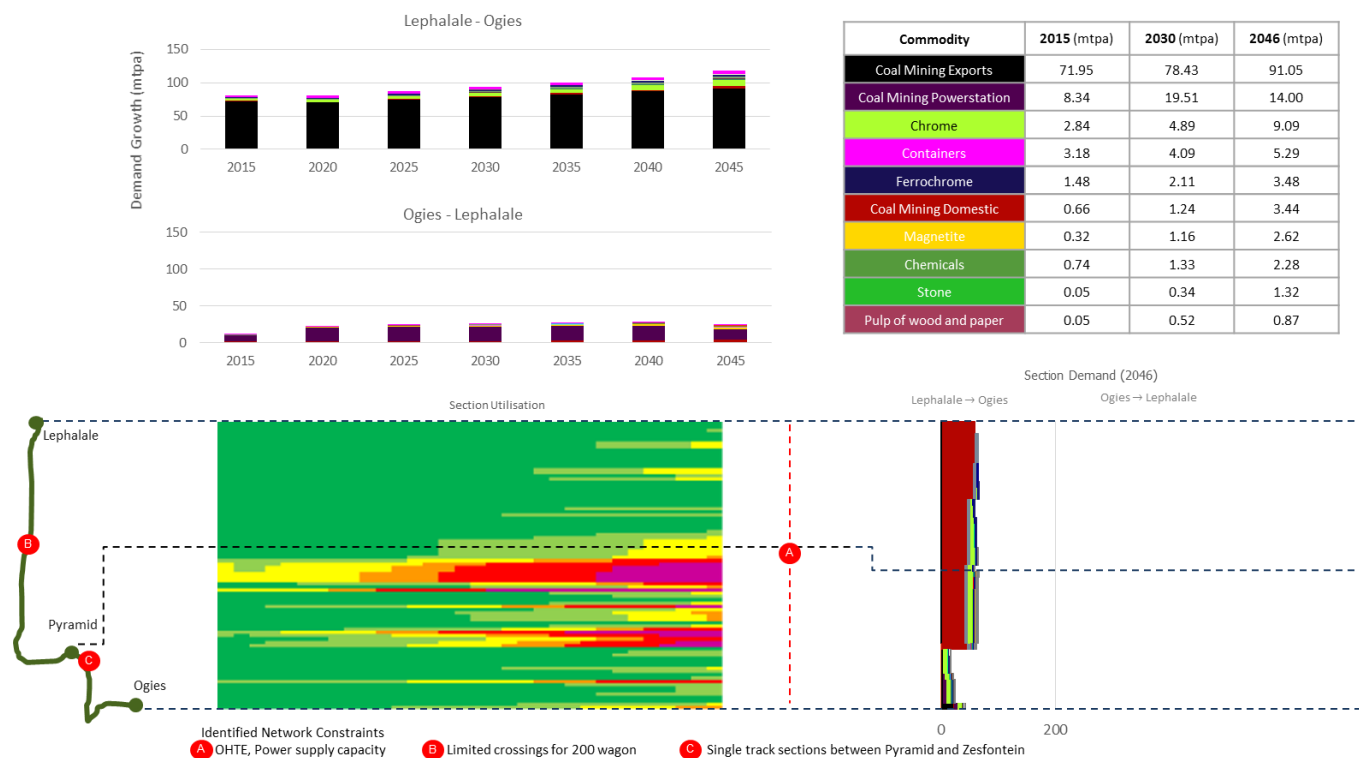 Lephalale - Ogies
Demand Growth (mtpa)
150
100
50
0
2015 2020 2025 2030 2035 2040 2045
Ogies - Lephalale
150
100
50
0
2015 2020 2025 2030 2035 2040 2045
Commodity 2015 (mtpa) 2030 (mtpa) 2046 (mtpa)
Coal Mining Exports 71.95 78.43 91.05
Coal Mining Powerstation 8.34 19.51 14.00
Chrome 2.84 4.89 9.09
Containers 3.18 4.09 5.29
Ferrochrome 1.48 2.11 3.48
Coal Mining Domestic 0.66 1.24 3.44
Magnetite 0.32 1.16 2.62
Chemicals 0.74 1.33 2.28
Stone 0.05 0.34 1.32
Pulp of wood and paper 0.05 0.52 0.87
Section Demand (2046)
Section Utilisation
Lephalale → Ogies Ogies → Lephalale
Lephalale
B
A
Pyramid
C
Ogies
0 200
Identified Network Constraints
A OHTE, Power supply capacity B Limited crossings for 200 wagon C Single track sections between Pyramid and Zesfontein